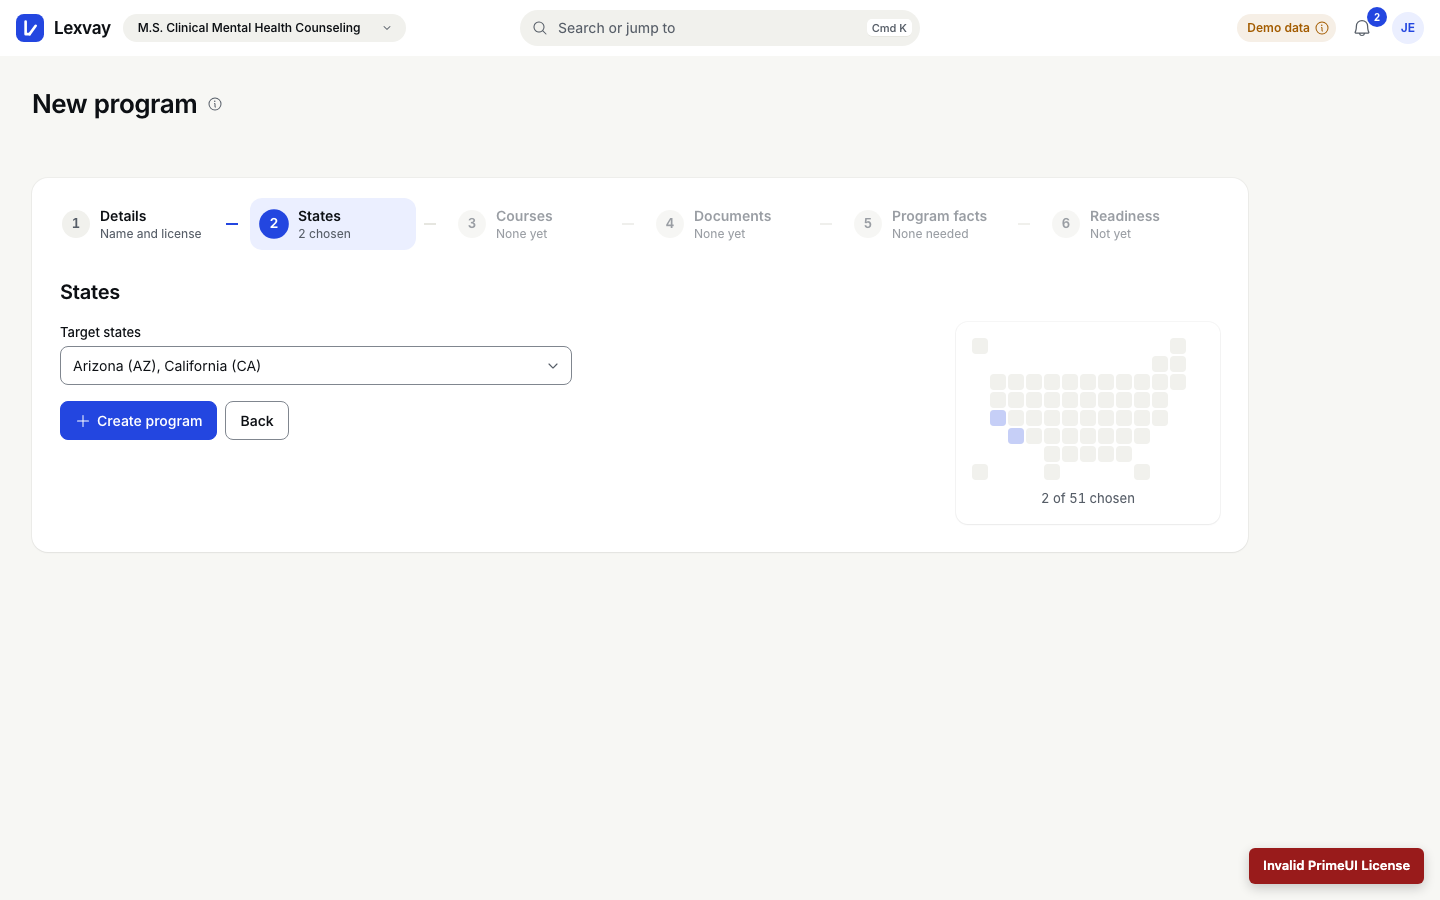 Lexvay
M.S. Clinical Mental Health Counseling
Search or jump to
Cmd K
Demo data
2
JE
New program
1
Details
Name and license
2
States
2 chosen
3
Courses
None yet
4
Documents
None yet
5
Program facts
None needed
6
Readiness
Not yet
States
Target states
Arizona (AZ), California (CA)
Create program
Back
2 of 51 chosen
Invalid PrimeUI License